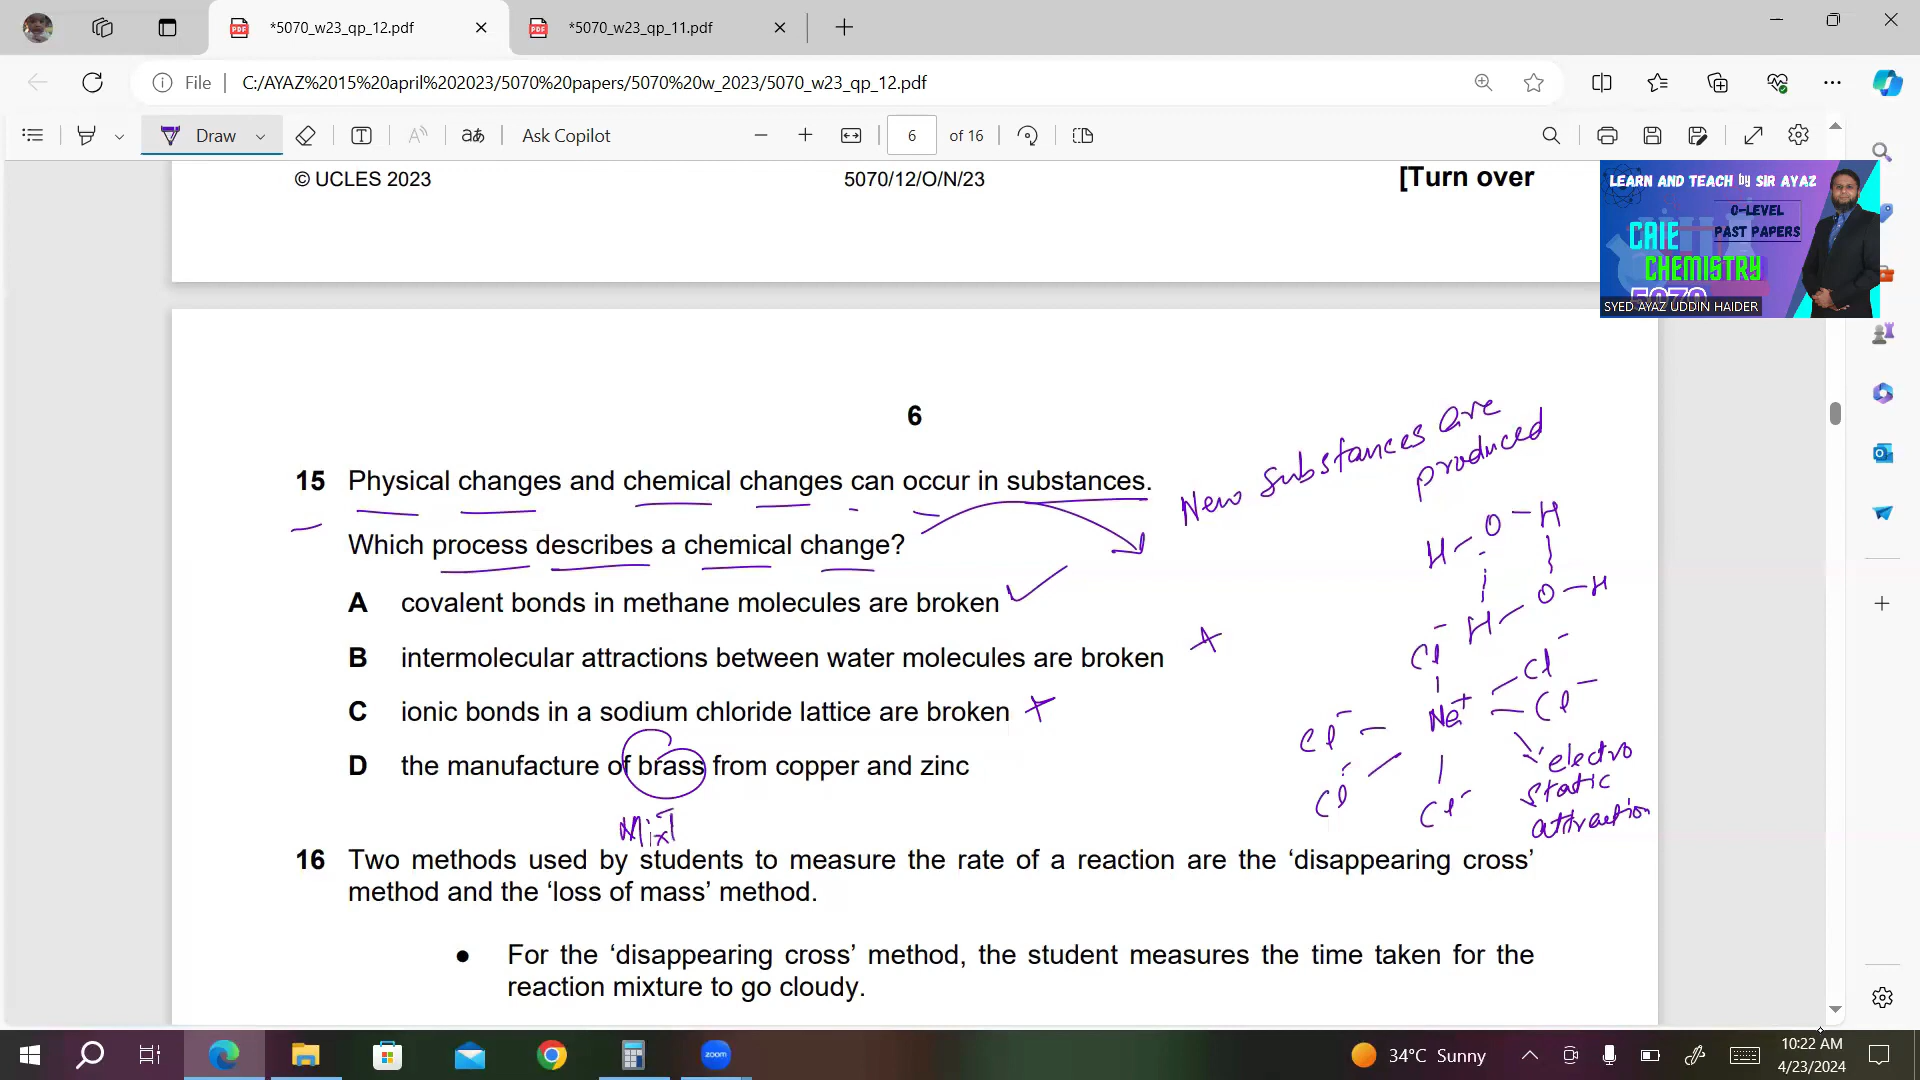 *5070_w23_qp_12.pdf
*5070_w23_qp_11.pdf
File
C:/AYAZ%2015%20april%202023/5070%20papers/5070%20w_2023/5070_w23_qp_12.pdf
Draw
Ask Copilot
6 of 16
© UCLES 2023
5070/12/O/N/23
[Turn over
LEARN AND TEACH by SIR AYAZ
O-LEVEL
PAST PAPERS
CAIE
CHEMISTRY
5070
SYED AYAZ UDDIN HAIDER
6
New substances are
produced
15 Physical changes and chemical changes can occur in substances.
Which process describes a chemical change?
A covalent bonds in methane molecules are broken
B intermolecular attractions between water molecules are broken
C ionic bonds in a sodium chloride lattice are broken
D the manufacture of brass from copper and zinc
H O – H
H – O – H
Cl⁻
Cl⁻
Cl⁻ Na⁺ Cl⁻
Cl⁻ Cl⁻
electro
static
attraction
Mixt
16 Two methods used by students to measure the rate of a reaction are the ‘disappearing cross’
method and the ‘loss of mass’ method.
● For the ‘disappearing cross’ method, the student measures the time taken for the
reaction mixture to go cloudy.
zoom
34°C Sunny
10:22 AM
4/23/2024